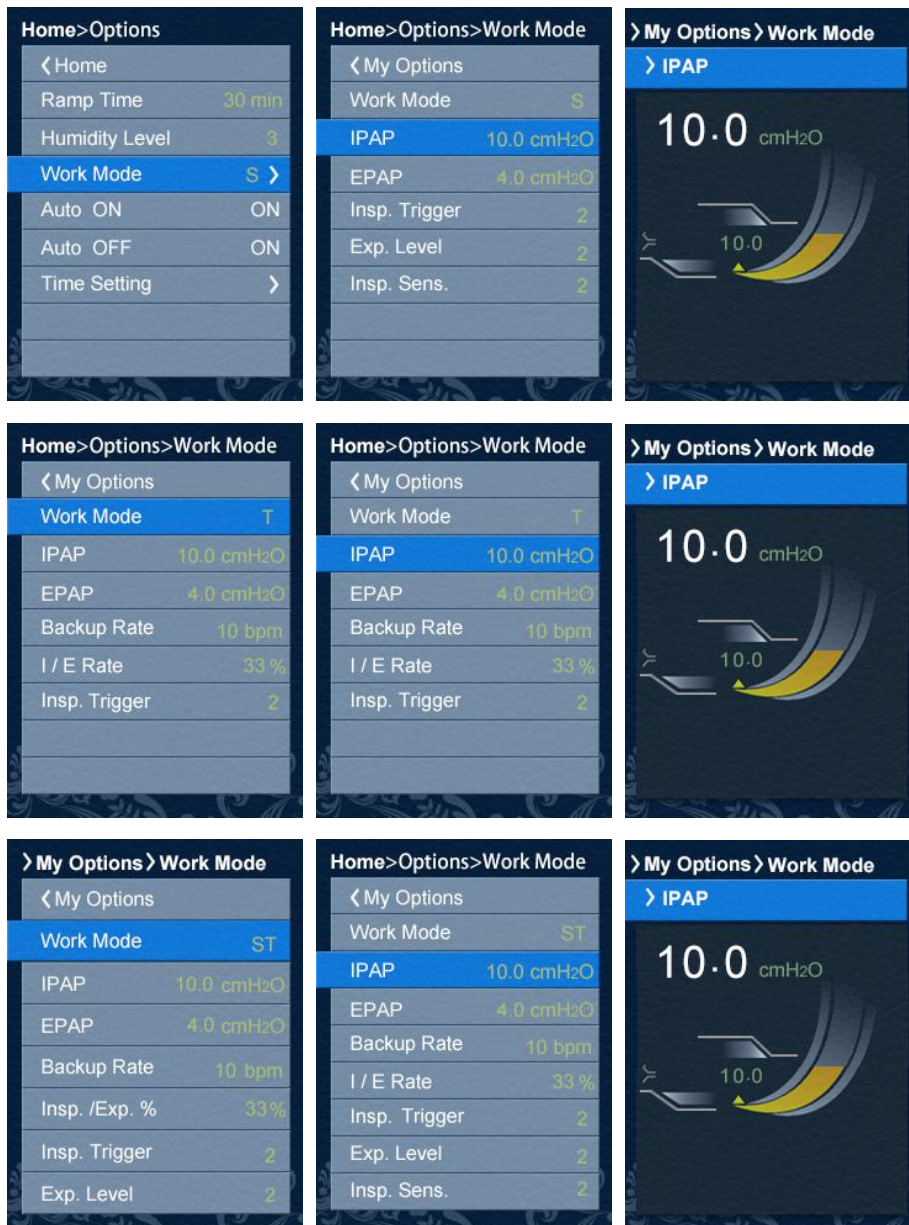 Home>Options
<Home
Ramp Time 30 min
Humidity Level 3
Work Mode S >
Auto ON ON
Auto OFF ON
Time Setting >
Home>Options>Work Mode
<My Options
Work Mode S
IPAP 10.0 cmH2O
EPAP 4.0 cmH2O
Insp. Trigger 2
Exp. Level 2
Insp. Sens. 2
>My Options>Work Mode
> IPAP
10.0 cmH2O
10.0
Home>Options>Work Mode
<My Options
Work Mode T
IPAP 10.0 cmH2O
EPAP 4.0 cmH2O
Backup Rate 10 bpm
I / E Rate 33 %
Insp. Trigger 2
Home>Options>Work Mode
<My Options
Work Mode T
IPAP 10.0 cmH2O
EPAP 4.0 cmH2O
Backup Rate 10 bpm
I / E Rate 33 %
Insp. Trigger 2
>My Options>Work Mode
> IPAP
10.0 cmH2O
10.0
>My Options>Work Mode
<My Options
Work Mode ST
IPAP 10.0 cmH2O
EPAP 4.0 cmH2O
Backup Rate 10 bpm
Insp. /Exp. % 33%
Insp. Trigger 2
Exp. Level 2
Home>Options>Work Mode
<My Options
Work Mode ST
IPAP 10.0 cmH2O
EPAP 4.0 cmH2O
Backup Rate 10 bpm
I / E Rate 33 %
Insp. Trigger 2
Exp. Level 2
Insp. Sens. 2
>My Options>Work Mode
> IPAP
10.0 cmH2O
10.0